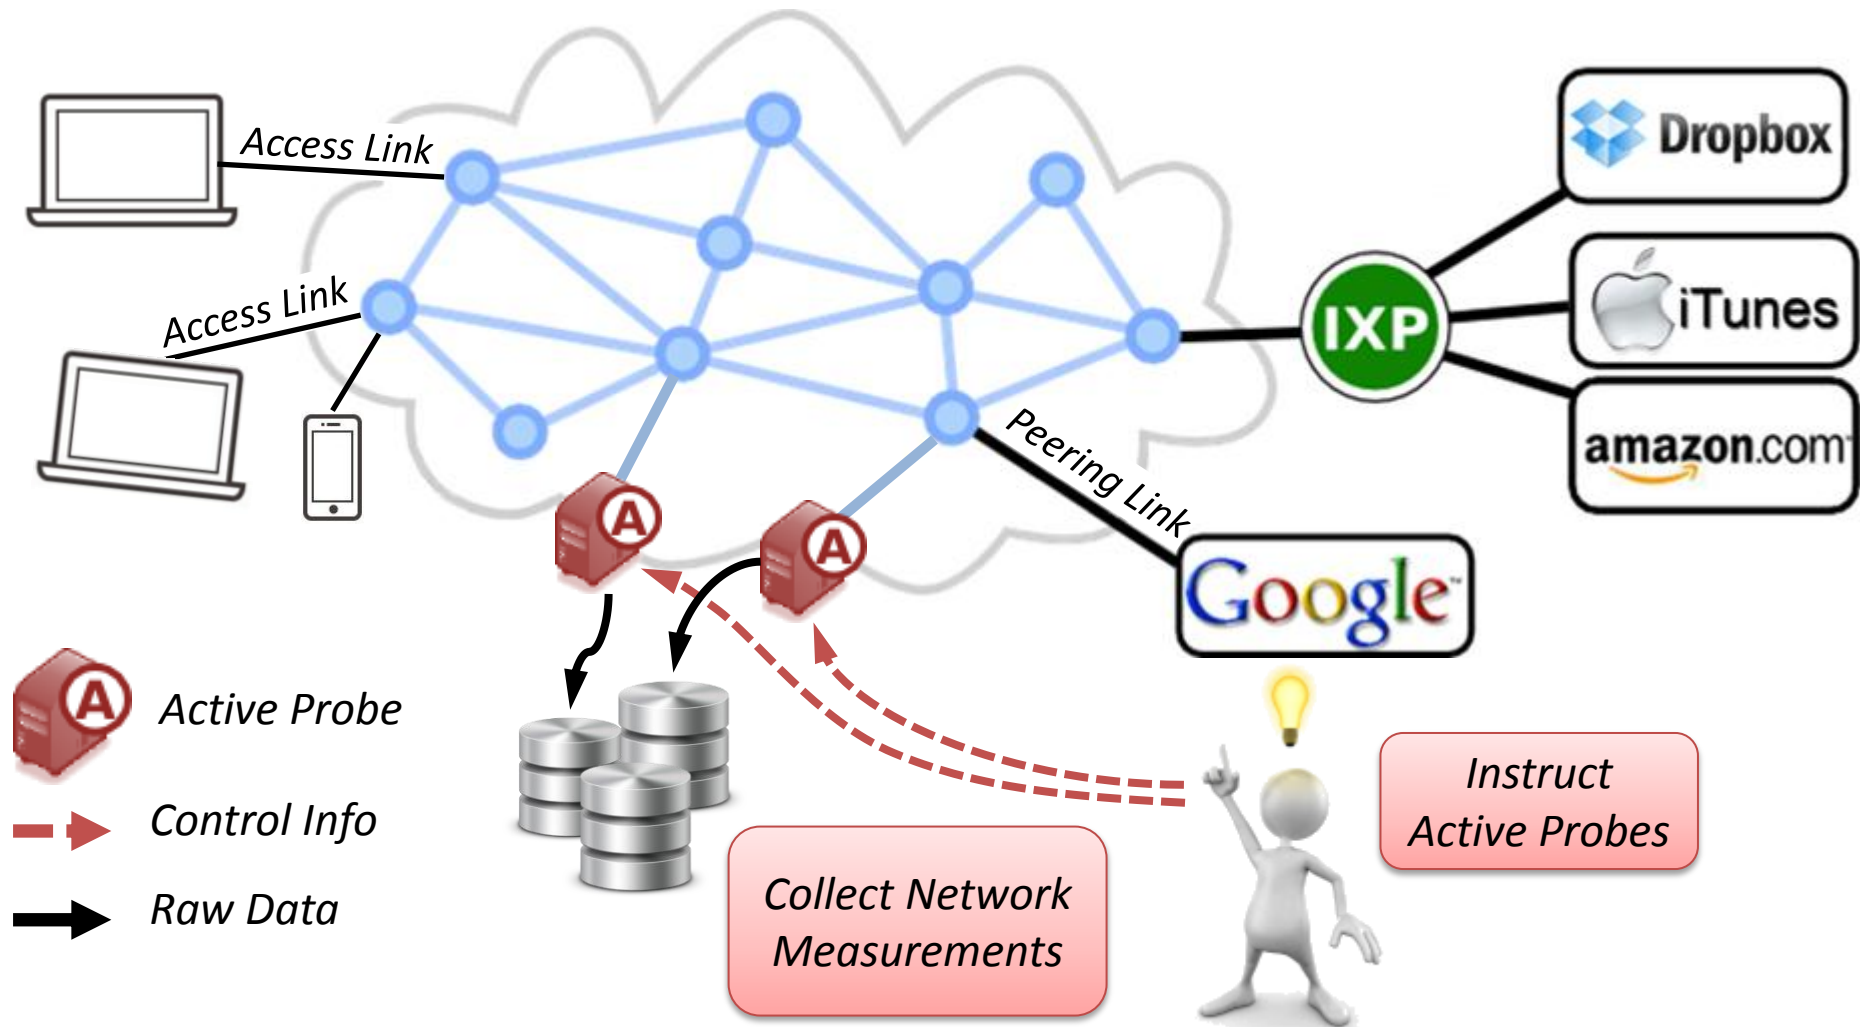 Access Link
Dropbox
Access Link
IXP
iTunes
amazon.com
Peering Link
A
A
Google™
A
Active Probe
Control Info
Raw Data
Collect Network
Measurements
Instruct
Active Probes